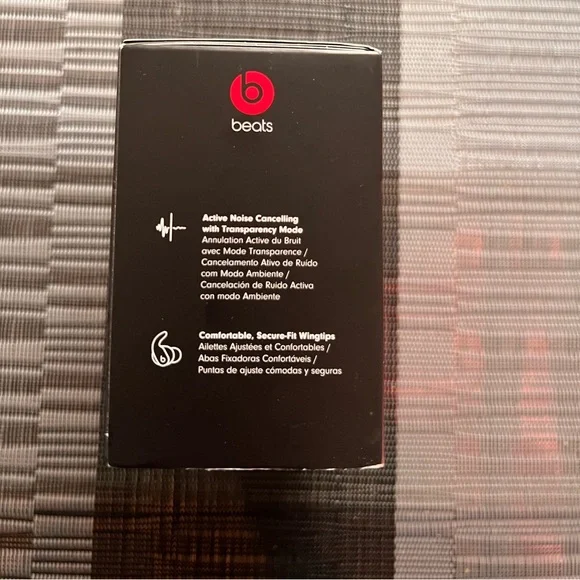 beats
Active Noise Cancelling
with Transparency Mode
Annulation Active du Bruit
avec Mode Transparence /
Cancelamento Ativo de Ruído
com Modo Ambiente /
Cancelación de Ruido Activa
con modo Ambiente
Comfortable, Secure-Fit Wingtips
Ailettes Ajustées et Confortables /
Abas Fixadoras Confortáveis /
Puntas de ajuste cómodas y seguras